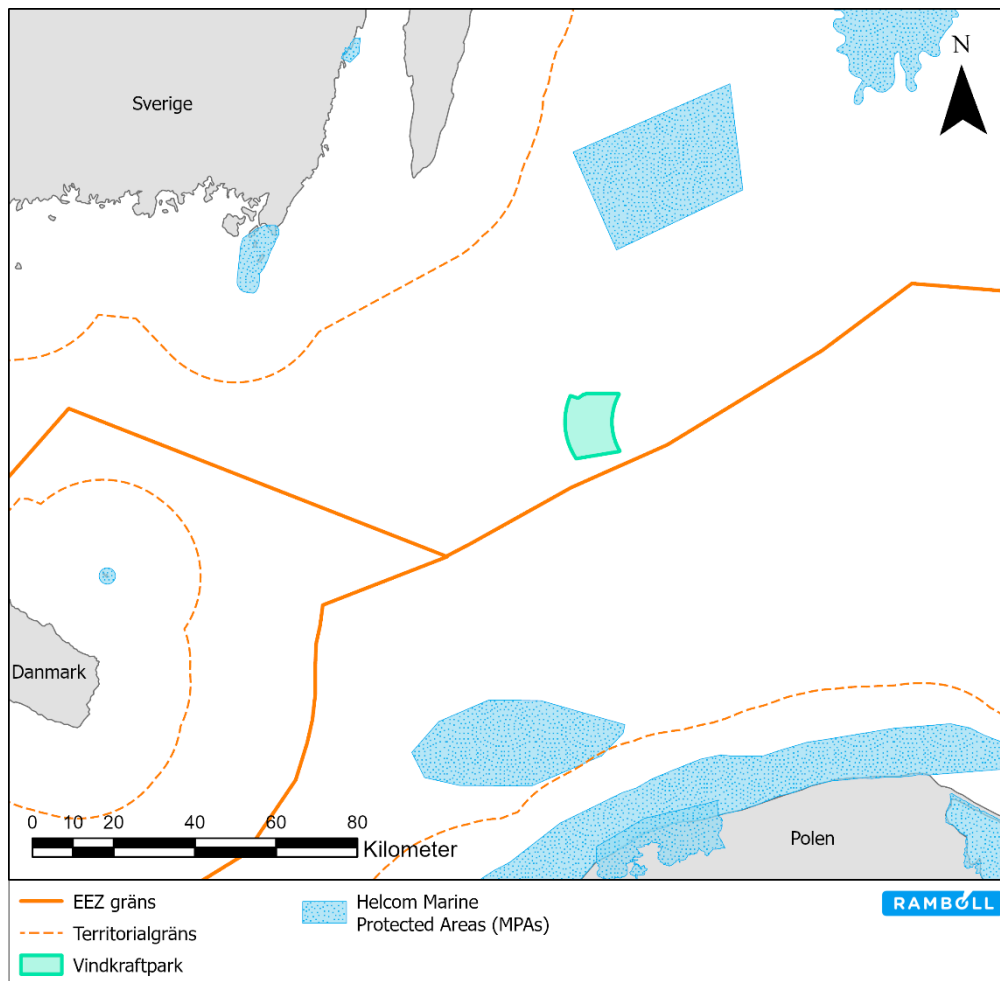 Sverige
N
Danmark
0 10 20 40 60 80
Kilometer
Polen
EEZ gräns
Territorialgräns
Vindkraftpark
Helcom Marine
Protected Areas (MPAs)
RAMBOLL